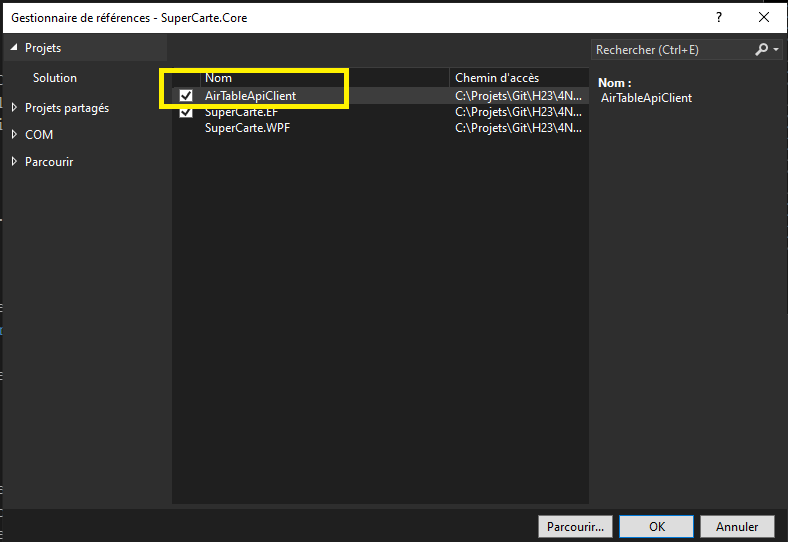 Gestionnaire de références - SuperCarte.Core
?
Projets
Solution
Projets partagés
COM
Parcourir
Nom
Chemin d'accès
AirTableApiClient
C:\Projets\Git\H23\4N...
SuperCarte.EF
C:\Projets\Git\H23\4N...
SuperCarte.WPF
C:\Projets\Git\H23\4N...
Rechercher (Ctrl+E)
Nom :
AirTableApiClient
Parcourir...
OK
Annuler